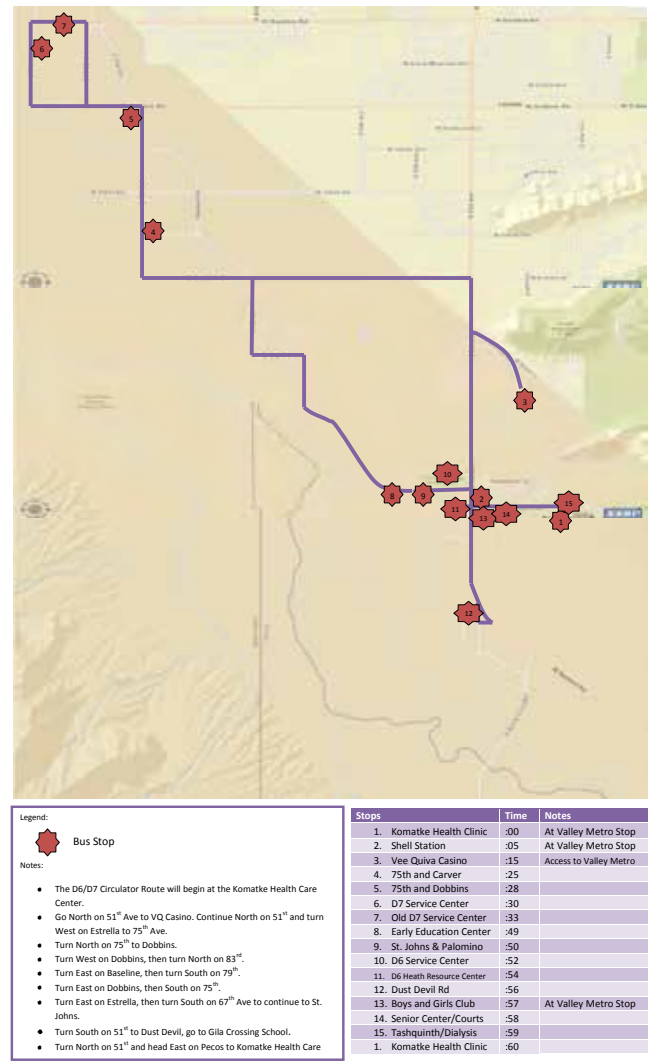 7
6
5
4
3
10
8
9
2
11
13
14
15
1
12
Legend:
Bus Stop
Notes:
• The D6/D7 Circulator Route will begin at the Komatke Health Care
Center.
• Go North on 51st Ave to VQ Casino. Continue North on 51st and turn
West on Estrella to 75th Ave.
• Turn North on 75th to Dobbins.
• Turn West on Dobbins, then turn North on 83rd.
• Turn East on Baseline, then turn South on 79th.
• Turn East on Dobbins, then South on 75th.
• Turn East on Estrella, then turn South on 67th Ave to continue to St.
Johns.
• Turn South on 51st to Dust Devil, go to Gila Crossing School.
• Turn North on 51st and head East on Pecos to Komatke Health Care
Stops Time Notes
1. Komatke Health Clinic :00 At Valley Metro Stop
2. Shell Station :05 At Valley Metro Stop
3. Vee Quiva Casino :15 Access to Valley Metro
4. 75th and Carver :25
5. 75th and Dobbins :28
6. D7 Service Center :30
7. Old D7 Service Center :33
8. Early Education Center :49
9. St. Johns & Palomino :50
10. D6 Service Center :52
11. D6 Heath Resource Center :54
12. Dust Devil Rd :56
13. Boys and Girls Club :57 At Valley Metro Stop
14. Senior Center/Courts :58
15. Tashquinth/Dialysis :59
1. Komatke Health Clinic :60